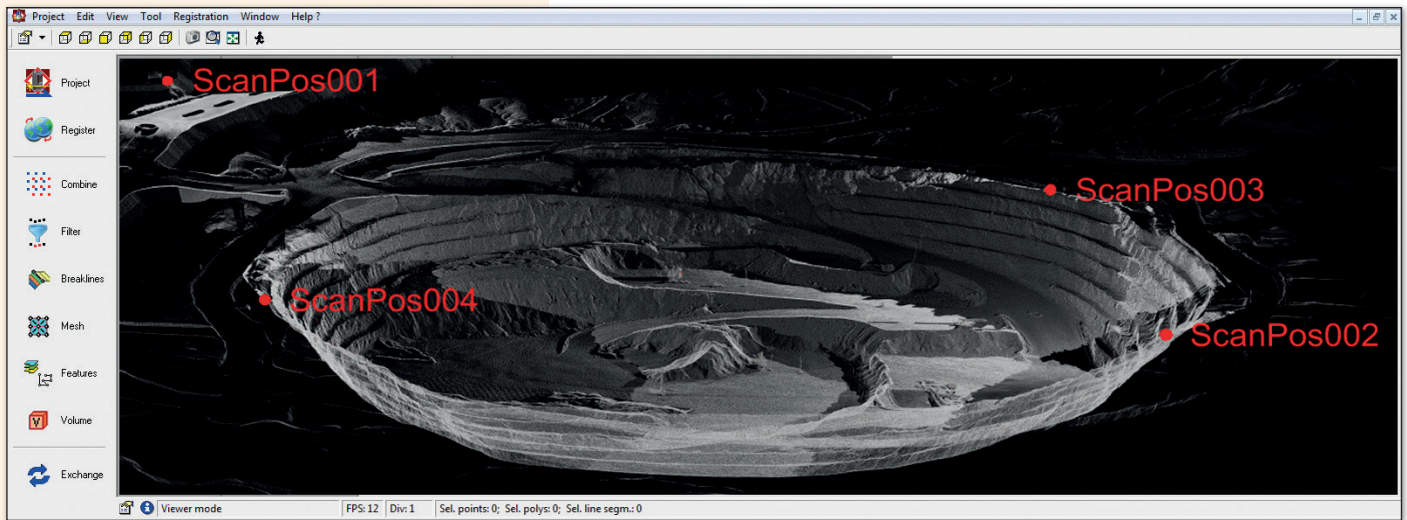 Project Edit View Tool Registration Window Help ?
Project
ScanPos001
Register
Combine
ScanPos003
Filter
Breaklines
ScanPos004
Mesh
ScanPos002
Features
Volume
V
Exchange
Viewer mode FPS: 12 Div: 1 Sel. points: 0; Sel. polys: 0; Sel. line segm.: 0